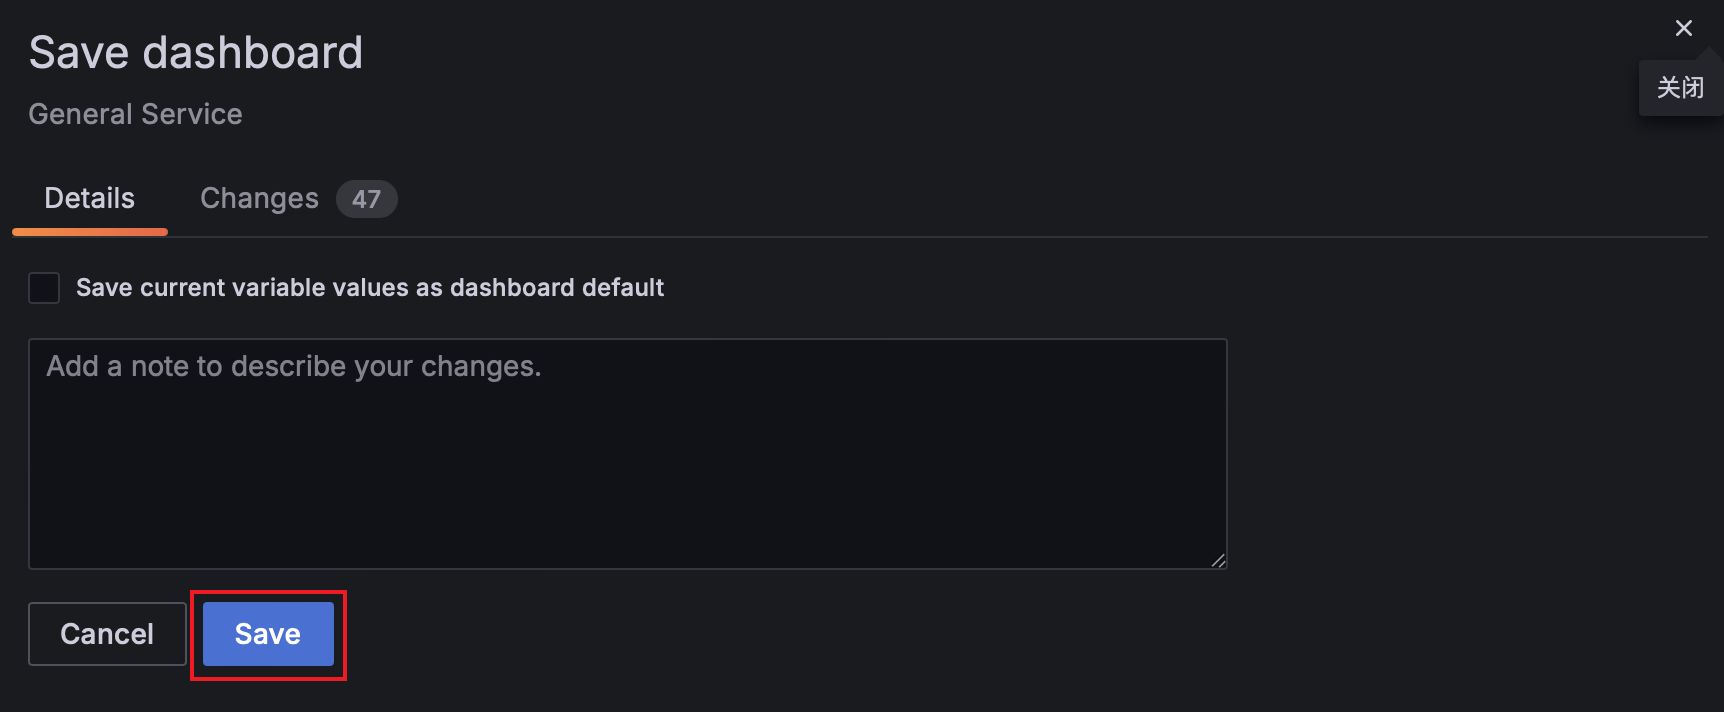 Save dashboard
关闭
General Service
Details
Changes 47
Save current variable values as dashboard default
Add a note to describe your changes.
Cancel
Save